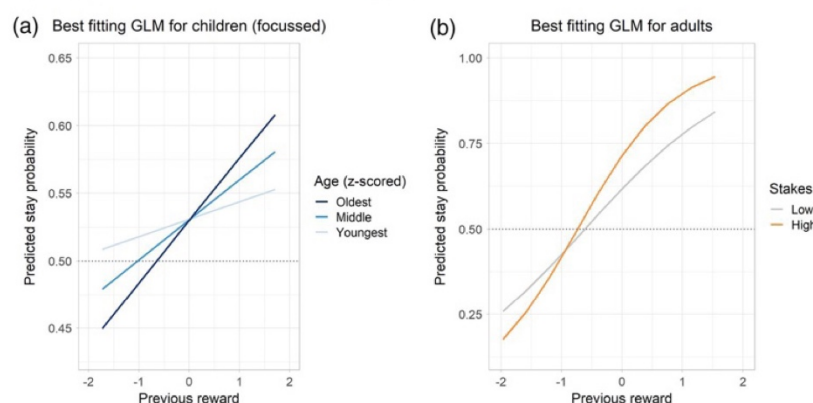 (a) Best fitting GLM for children (focussed)
0.65
0.60
0.55
0.50
0.45
Predicted stay probability
-2 -1 0 1 2
Previous reward
Age (z-scored)
Oldest
Middle
Youngest
(b) Best fitting GLM for adults
1.00
0.75
0.50
0.25
Predicted stay probability
-2 -1 0 1 2
Previous reward
Stakes
Low
High